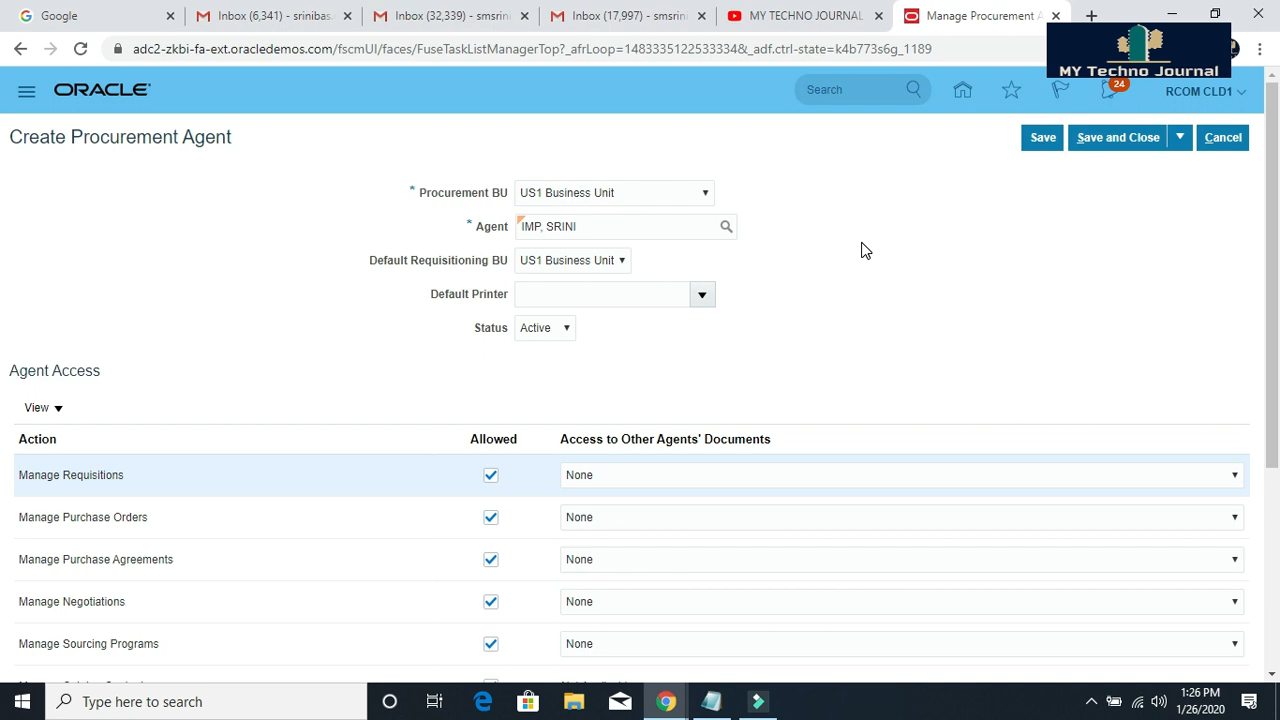 Google
Inbox (6,341) - srinibas.
Inbox (32,339) - smsrini
Inbox (17,997) - smsrini
MY TECHNO JOURNAL
Manage Procurement A
adc2-zkbi-fa-ext.oracledemos.com/fscmUI/faces/FuseTaskListManagerTop?_afrLoop=14833351225333334&_adf.ctrl-state=k4b773s6g_1189
MY Techno Journal
ORACLE
Search
24
RCOM CLD1
Create Procurement Agent
Save
Save and Close
Cancel
* Procurement BU US1 Business Unit
* Agent IMP, SRINI
Default Requisitioning BU US1 Business Unit
Default Printer
Status Active
Agent Access
View
Action Allowed Access to Other Agents' Documents
Manage Requisitions None
Manage Purchase Orders None
Manage Purchase Agreements None
Manage Negotiations None
Manage Sourcing Programs None
Type here to search
1:26 PM
1/26/2020